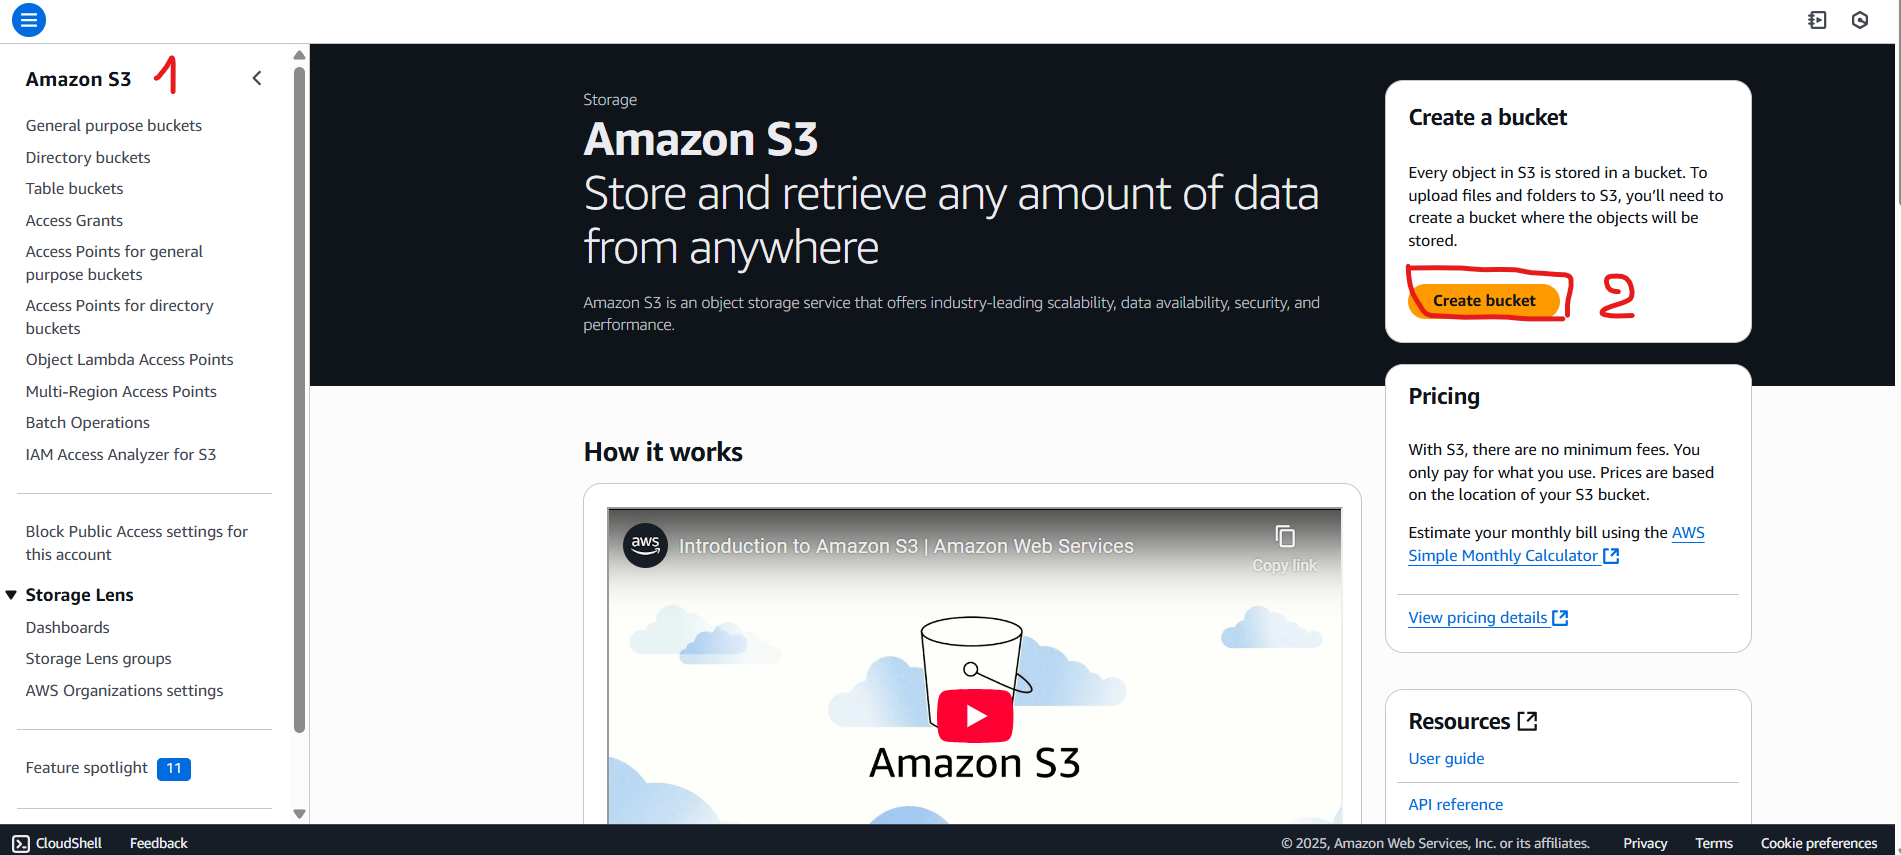 Amazon S3 1
General purpose buckets
Directory buckets
Table buckets
Access Grants
Access Points for general
purpose buckets
Access Points for directory
buckets
Object Lambda Access Points
Multi-Region Access Points
Batch Operations
IAM Access Analyzer for S3
Block Public Access settings for
this account
Storage Lens
Dashboards
Storage Lens groups
AWS Organizations settings
Feature spotlight 11
Storage
Amazon S3
Store and retrieve any amount of data
from anywhere
Amazon S3 is an object storage service that offers industry-leading scalability, data availability, security, and
performance.
Create a bucket
Every object in S3 is stored in a bucket. To
upload files and folders to S3, you’ll need to
create a bucket where the objects will be
stored.
Create bucket 2
How it works
aws Introduction to Amazon S3 | Amazon Web Services
Copy link
Amazon S3
Pricing
With S3, there are no minimum fees. You
only pay for what you use. Prices are based
on the location of your S3 bucket.
Estimate your monthly bill using the AWS
Simple Monthly Calculator
View pricing details
Resources
User guide
API reference
CloudShell Feedback © 2025, Amazon Web Services, Inc. or its affiliates. Privacy Terms Cookie preferences